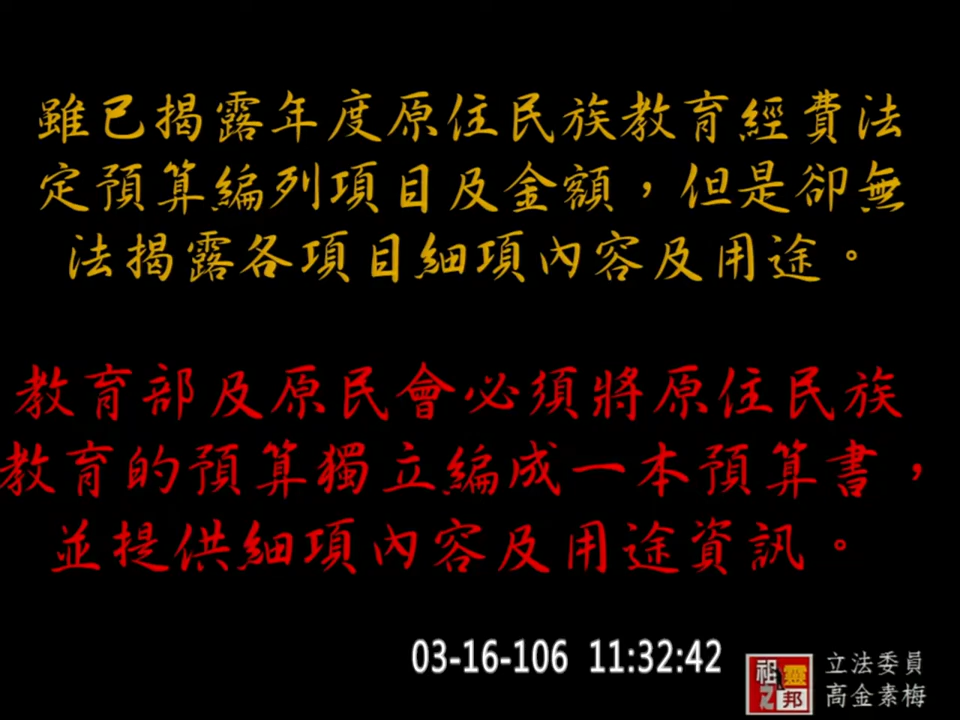 雖已揭露年度原住民族教育經費法
定預算編列項目及金額，但是卻無
法揭露各項目細項內容及用途。
教育部及原民會必須將原住民族
教育的預算獨立編成一本預算書，
並提供細項內容及用途資訊。
03-16-106 11:32:42
祖靈之邦
立法委員
高金素梅